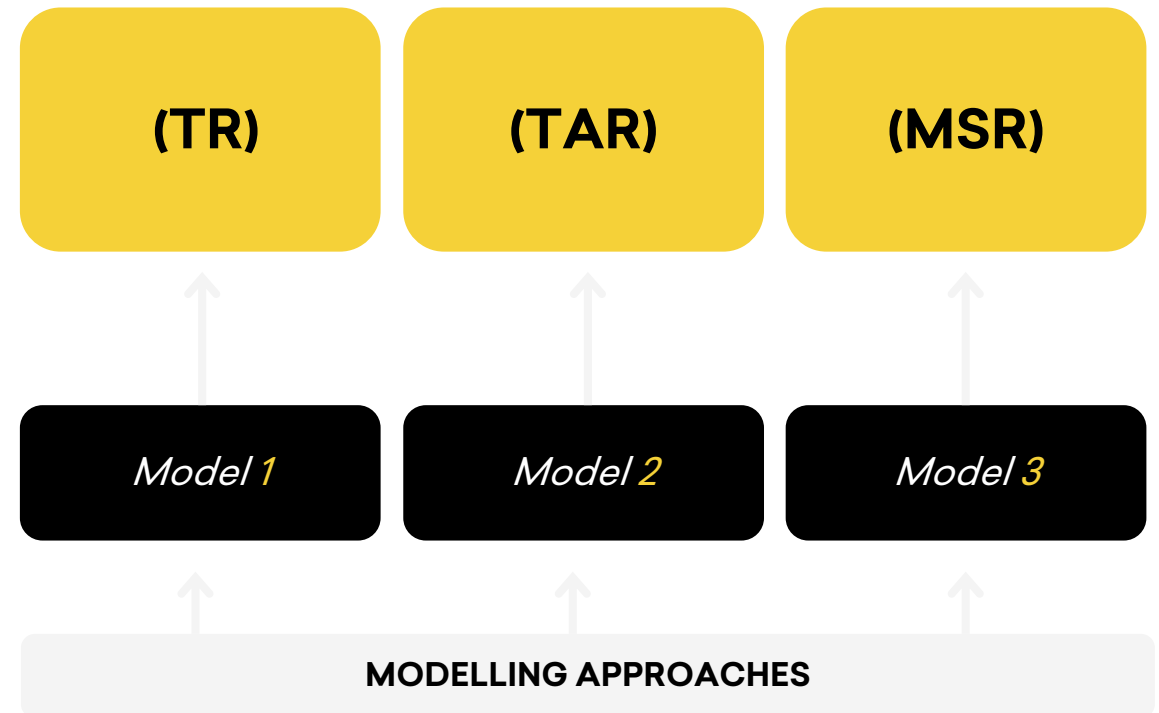 (TR)
(TAR)
(MSR)
Model 1
Model 2
Model 3
MODELLING APPROACHES